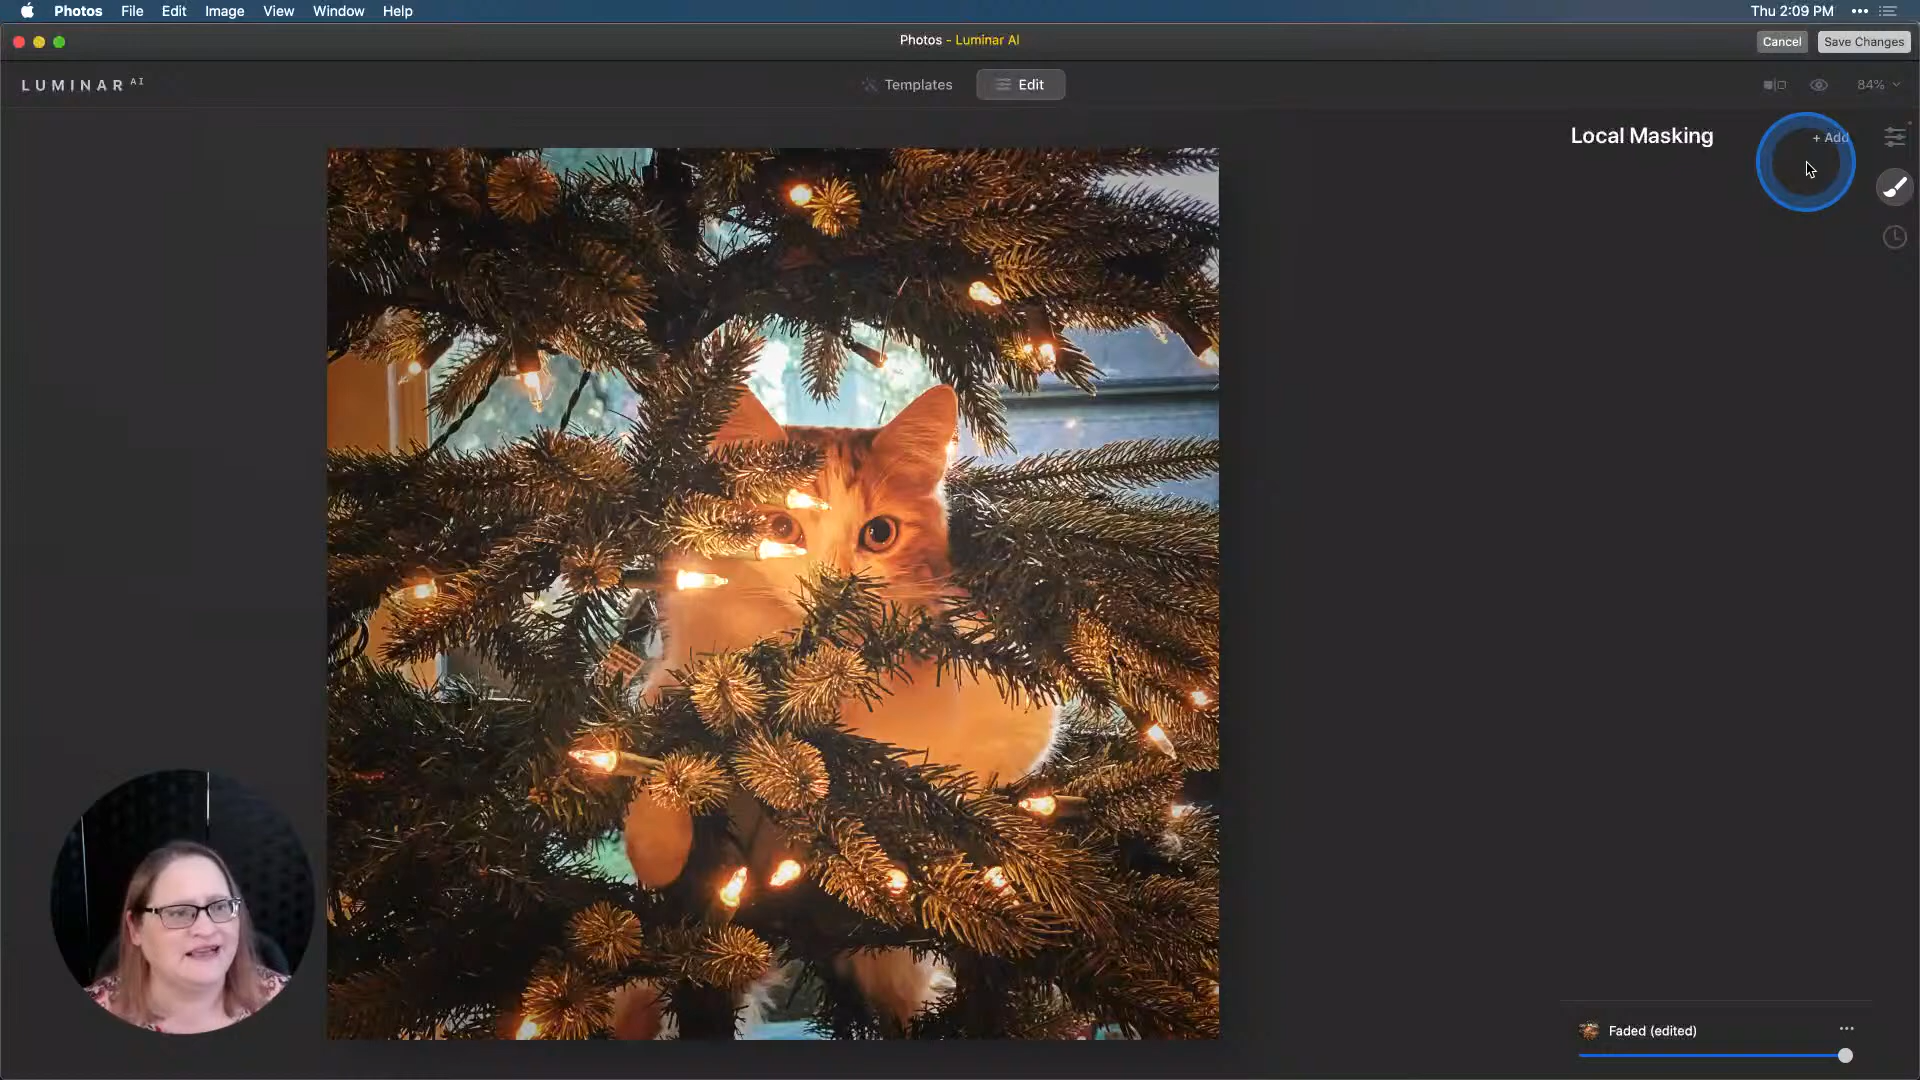 Photos File Edit Image View Window Help Thu 2:09 PM
Photos - Luminar AI
Cancel Save Changes
LUMINAR AI
Templates Edit 84%
Local Masking + Add
Faded (edited)